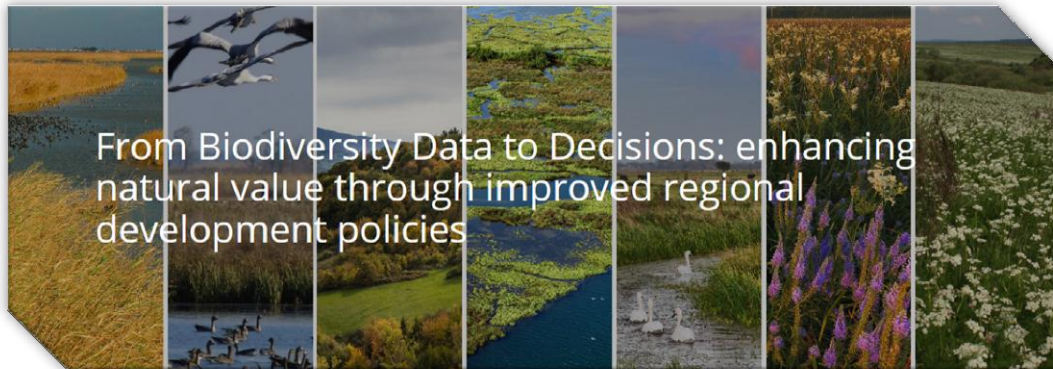 From Biodiversity Data to Decisions: enhancing
natural value through improved regional
development policies